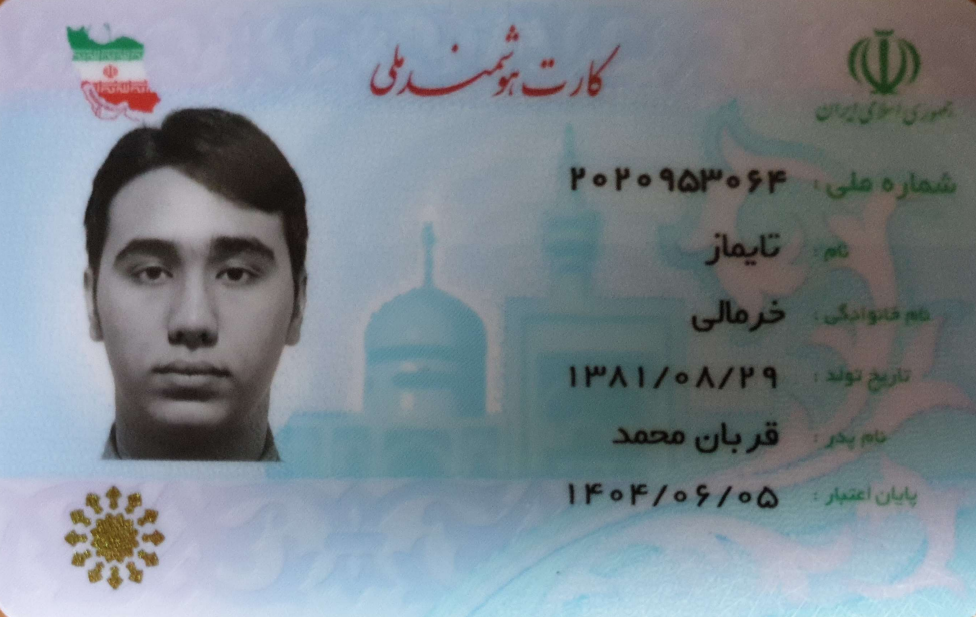 کارت هوشمند ملی
جمهوری اسلامی ایران
شماره ملی : ۲۰۲۰۹۵۳۰۶۴
نام : تایماز
نام خانوادگی : خرمالی
تاریخ تولد : ۱۳۸۱/۰۸/۲۹
نام پدر : قربان محمد
پایان اعتبار : ۱۴۰۴/۰۶/۰۵